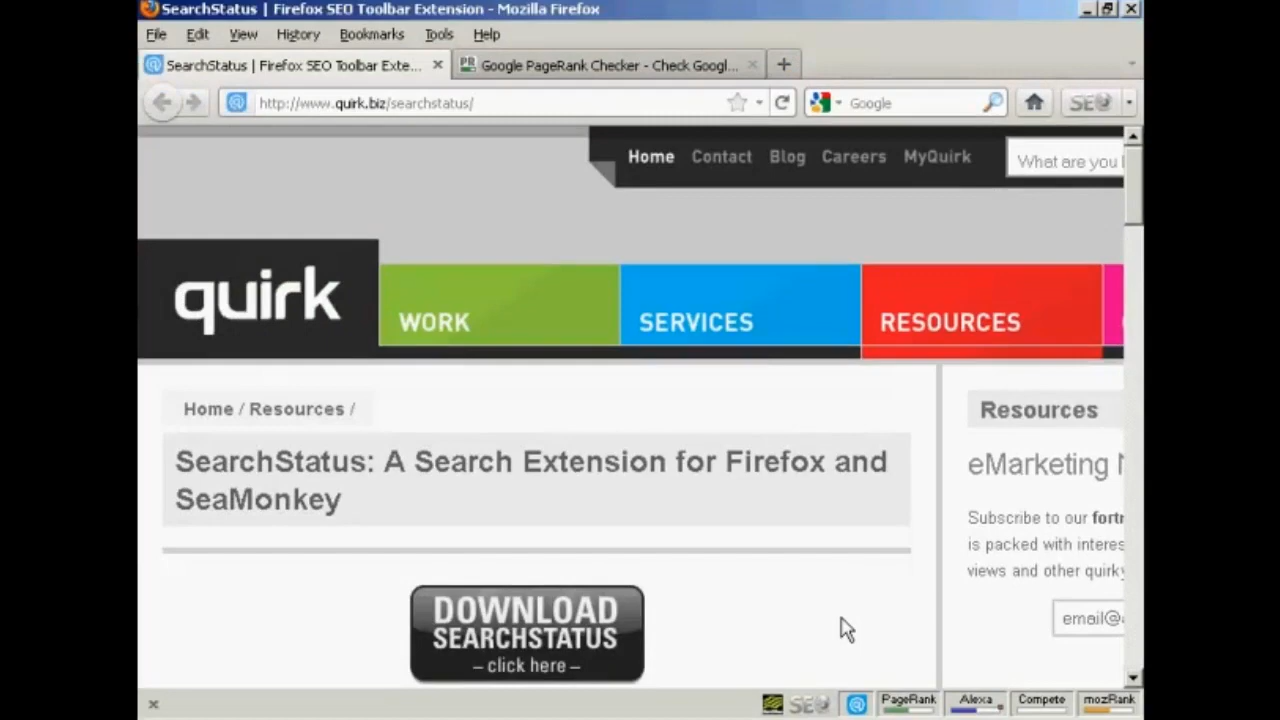 SearchStatus | Firefox SEO Toolbar Extension - Mozilla Firefox
File Edit View History Bookmarks Tools Help
SearchStatus | Firefox SEO Toolbar Exte... PR Google PageRank Checker - Check Googl...
http://www.quirk.biz/searchstatus/ Google SEO
Home Contact Blog Careers MyQuirk What are you
quirk WORK SERVICES RESOURCES
Home / Resources /
Resources
SearchStatus: A Search Extension for Firefox and
SeaMonkey
eMarketing
Subscribe to our fortr
is packed with interes
views and other quirky
DOWNLOAD
SEARCHSTATUS
– click here –
email@
SEO PageRank Alexa Compete mozRank